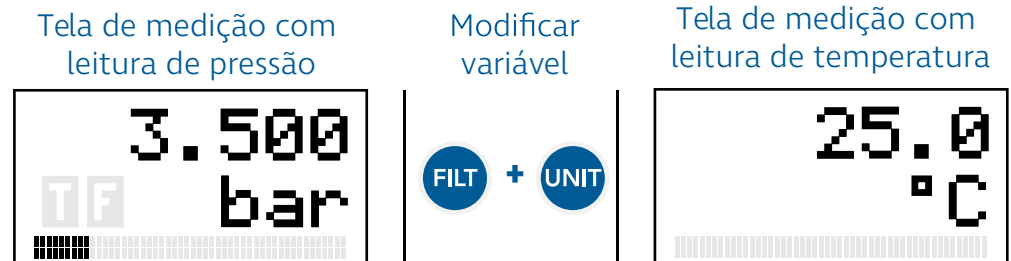 Tela de medição com
leitura de pressão
3.500
T F bar
Modificar
variável
FILT + UNIT
Tela de medição com
leitura de temperatura
25.0
°C